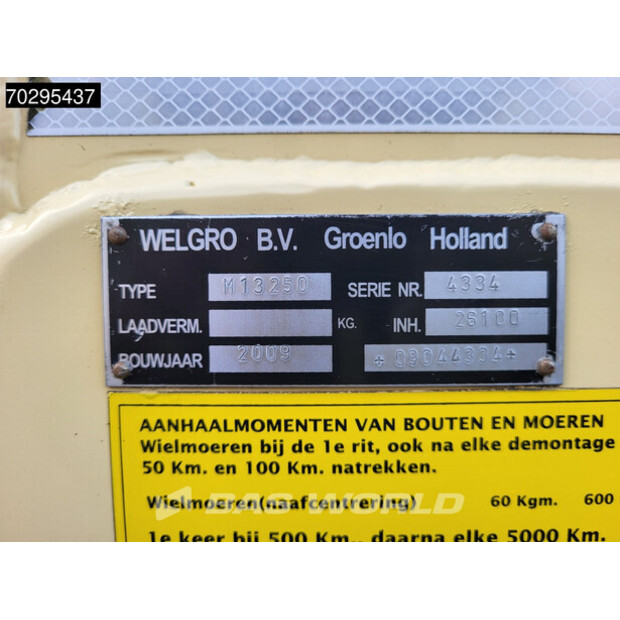 70295437
WELGRO B.V. Groenlo Holland
TYPE M13250 SERIE NR. 4334
LAADVERM. KG. INH. 26100
BOUWJAAR 2009 +09044334+
AANHAALMOMENTEN VAN BOUTEN EN MOEREN
Wielmoeren bij de 1e rit, ook na elke demontage
50 Km. en 100 Km. natrekken.
BAS WORLD
Wielmoeren(naafcentrering) 60 Kgm. 600
1e keer bij 500 Km., daarna elke 5000 Km.